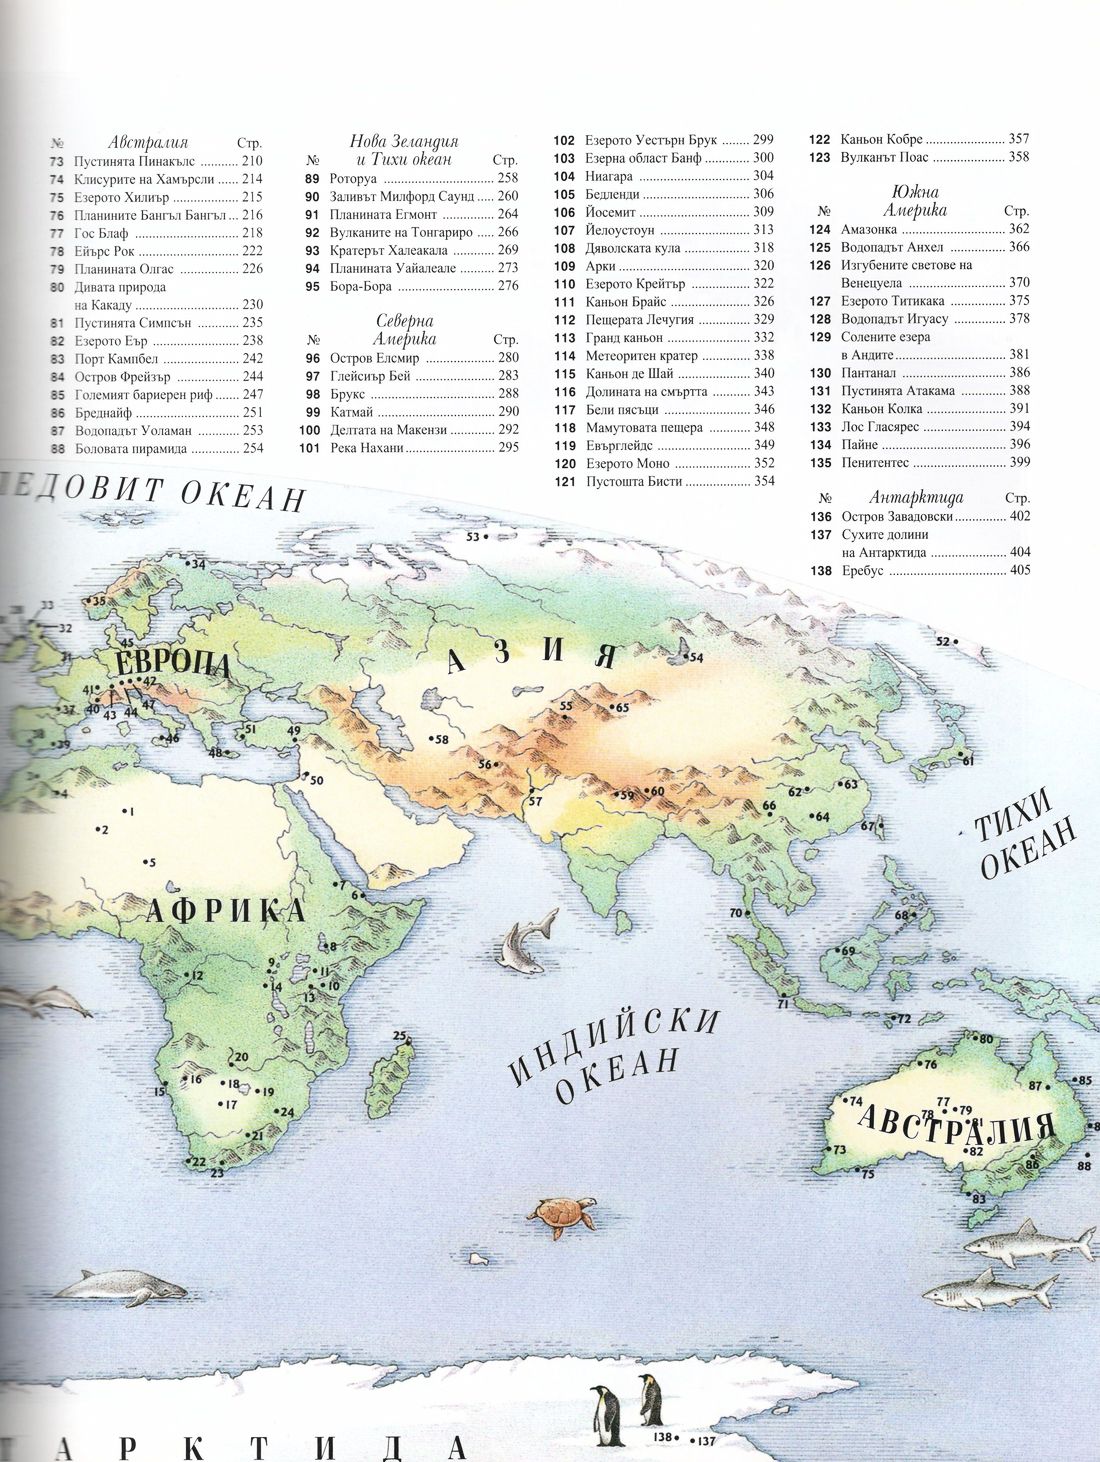 № Австралия Стр.
73 Пустинята Пинакълс ........... 210
74 Клисурите на Хамърсли ...... 214
75 Езерото Хилиър ................... 215
76 Планините Бангъл Бангъл ... 216
77 Гос Блаф ............................... 218
78 Ейърс Рок ............................. 222
79 Планината Олгас .................. 226
80 Дивата природа
на Какаду .............................. 230
81 Пустинята Симпсън ............. 235
82 Езерото Еър .......................... 238
83 Порт Кампбел ....................... 242
84 Остров Фрейзър ................... 244
85 Големият бариерен риф ....... 247
86 Бреднайф .............................. 251
87 Водопадът Уоламан .............. 253
88 Боловата пирамида ............... 254
Нова Зеландия
№ и Тихи океан Стр.
89 Роторуа .................................. 258
90 Заливът Милфорд Саунд ..... 260
91 Планината Егмонт ............... 264
92 Вулканите на Тонгариро ...... 266
93 Кратерът Халеакала ............. 269
94 Планината Уайалеале ........... 273
95 Бора-Бора .............................. 276
Северна
№ Америка Стр.
96 Остров Елсмир ..................... 280
97 Глейсиър Бей ........................ 283
98 Брукс ..................................... 288
99 Катмай ................................... 290
100 Делтата на Макензи .............. 292
101 Река Нахани .......................... 295
102 Езерото Уестърн Брук ........ 299
103 Езерна област Банф ............. 300
104 Ниагара ................................. 304
105 Бедленди ............................... 306
106 Йосемит ................................ 309
107 Йелоустоун ........................... 313
108 Дяволската кула ................... 318
109 Арки ...................................... 320
110 Езерото Крейтър .................. 322
111 Каньон Брайс ....................... 326
112 Пещерата Лечугия ............... 329
113 Гранд каньон ........................ 332
114 Метеоритен кратер .............. 338
115 Каньон де Шай ..................... 340
116 Долината на смъртта ........... 343
117 Бели пясъци .......................... 346
118 Мамутовата пещера ............. 348
119 Евърглейдс ........................... 349
120 Езерото Моно ....................... 352
121 Пустошта Бисти ................... 354
122 Каньон Кобре ....................... 357
123 Вулканът Поас ...................... 358
Южна
№ Америка Стр.
124 Амазонка .............................. 362
125 Водопадът Анхел ................. 366
126 Изгубените светове на
Венецуела ............................. 370
127 Езерото Титикака ................. 375
128 Водопадът Игуасу ................ 378
129 Солените езера
в Андите ............................... 381
130 Пантанал ............................... 386
131 Пустинята Атакама .............. 388
132 Каньон Колка ....................... 391
133 Лос Гласярес ......................... 394
134 Пайне .................................... 396
135 Пенитентес ........................... 399
№ Антарктида Стр.
136 Остров Завадовски ............... 402
137 Сухите долини
на Антарктида ...................... 404
138 Еребус ................................... 405
ЛЕДОВИТ ОКЕАН
53
34
35
33
32
52
45
ЕВРОПА
АЗИЯ
54
41 42
40 43 44 47
37
55 65
51 49
46
48
39
58
61
56
50
57 59 60
62 63
66 64
67
ТИХИ
ОКЕАН
4
1
2
5
7
6
АФРИКА
70
68
8
69
9 11
12
14 13 10
71
72
25
ИНДИЙСКИ
ОКЕАН
80
20
76
15 16 18 19
87 85
74
17 24
77
78 79
АВСТРАЛИЯ
81
21
73
82
86
88
22
23
75
83
138 137
ТАРКТИДА